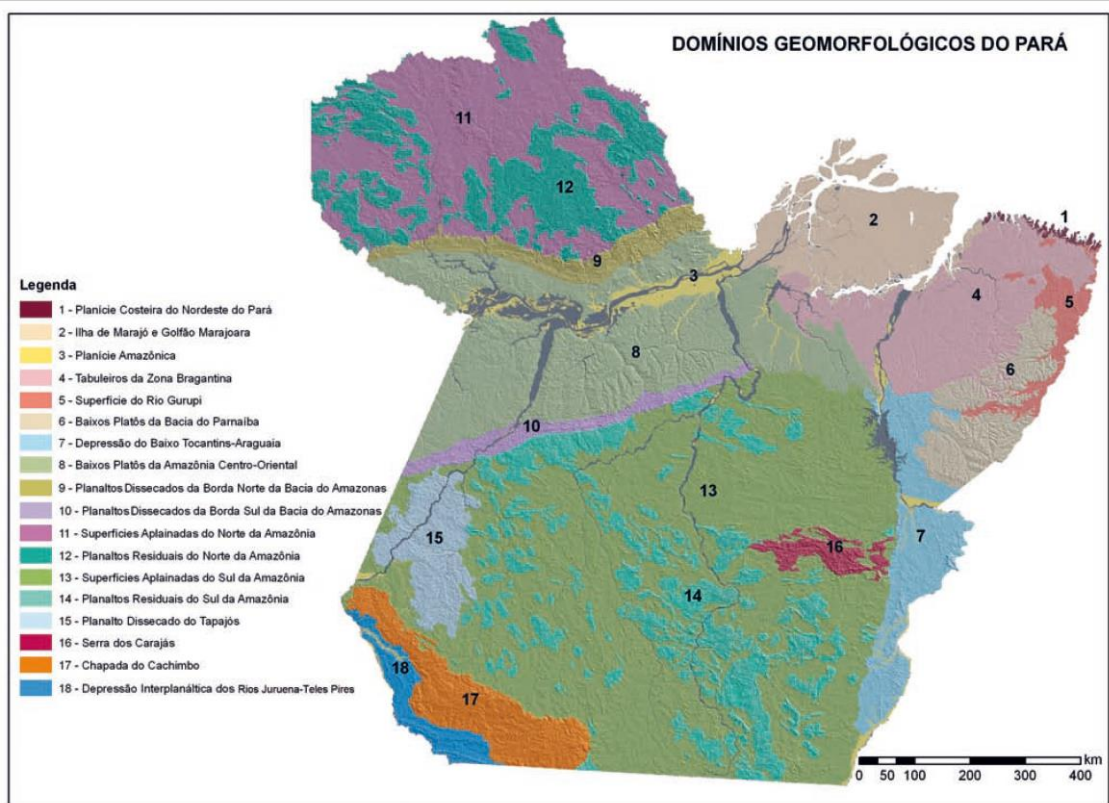 DOMÍNIOS GEOMORFOLÓGICOS DO PARÁ
11
12
2
1
9
3
4
5
8
6
10
13
7
15
16
14
18
17
Legenda
1 - Planície Costeira do Nordeste do Pará
2 - Ilha de Marajó e Golfão Marajoara
3 - Planície Amazônica
4 - Tabuleiros da Zona Bragantina
5 - Superfície do Rio Gurupi
6 - Baixos Platôs da Bacia do Parnaíba
7 - Depressão do Baixo Tocantins-Araguaia
8 - Baixos Platôs da Amazônia Centro-Oriental
9 - Planaltos Dissecados da Borda Norte da Bacia do Amazonas
10 - Planaltos Dissecados da Borda Sul da Bacia do Amazonas
11 - Superfícies Aplainadas do Norte da Amazônia
12 - Planaltos Residuais do Norte da Amazônia
13 - Superfícies Aplainadas do Sul da Amazônia
14 - Planaltos Residuais do Sul da Amazônia
15 - Planalto Dissecado do Tapajós
16 - Serra dos Carajás
17 - Chapada do Cachimbo
18 - Depressão Interplanáltica dos Rios Juruena-Teles Pires
km
0 50 100 200 300 400